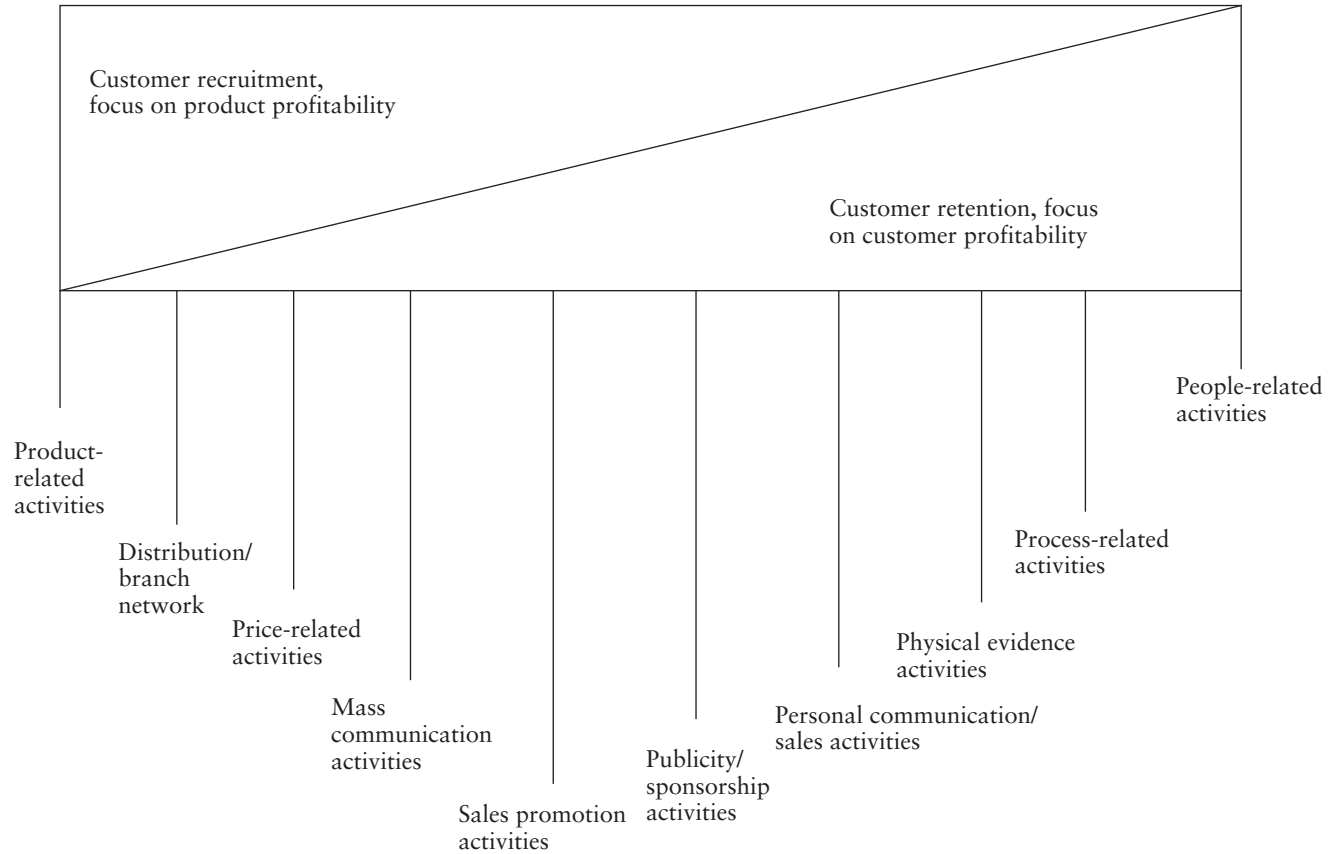 Customer recruitment,
focus on product profitability
Customer retention, focus
on customer profitability
Product-
related
activities
Distribution/
branch
network
Price-related
activities
Mass
communication
activities
Sales promotion
activities
Publicity/
sponsorship
activities
Personal communication/
sales activities
Physical evidence
activities
Process-related
activities
People-related
activities